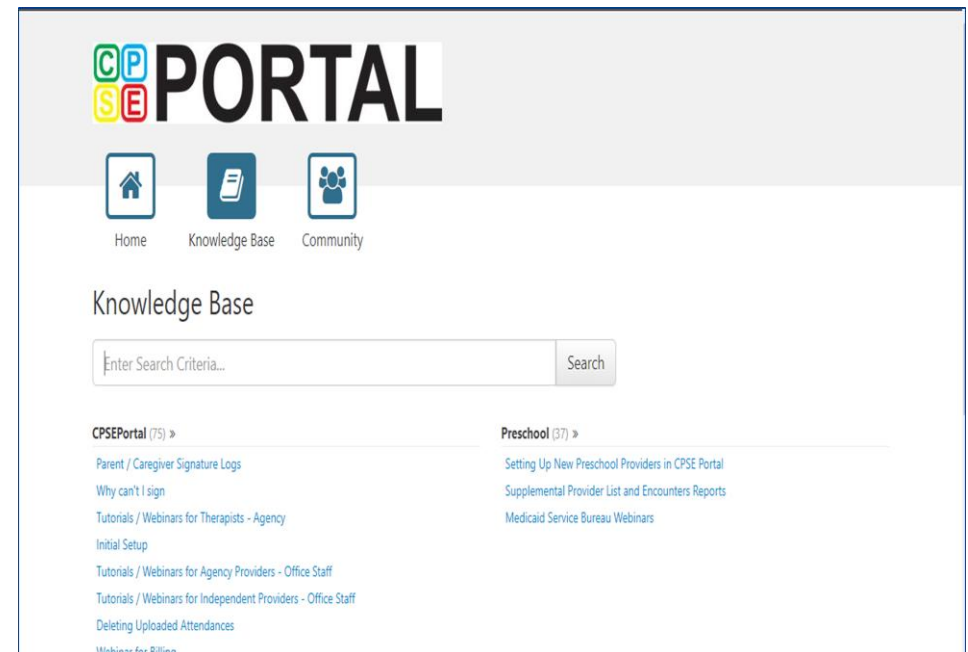 CP
SE PORTAL
Home Knowledge Base Community
Knowledge Base
Enter Search Criteria... Search
CPSEPortal (75) »
Parent / Caregiver Signature Logs
Why can't I sign
Tutorials / Webinars for Therapists - Agency
Initial Setup
Tutorials / Webinars for Agency Providers - Office Staff
Tutorials / Webinars for Independent Providers - Office Staff
Deleting Uploaded Attendances
Webinar for Billing
Preschool (37) »
Setting Up New Preschool Providers in CPSE Portal
Supplemental Provider List and Encounters Reports
Medicaid Service Bureau Webinars